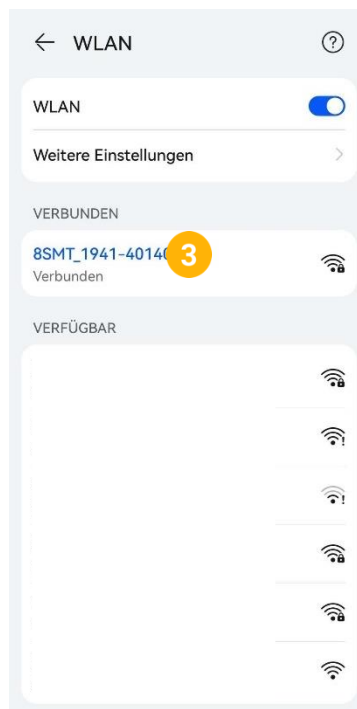 WLAN
WLAN
Weitere Einstellungen
VERBUNDEN
8SMT_1941-4014
3
Verbunden
VERFÜGBAR